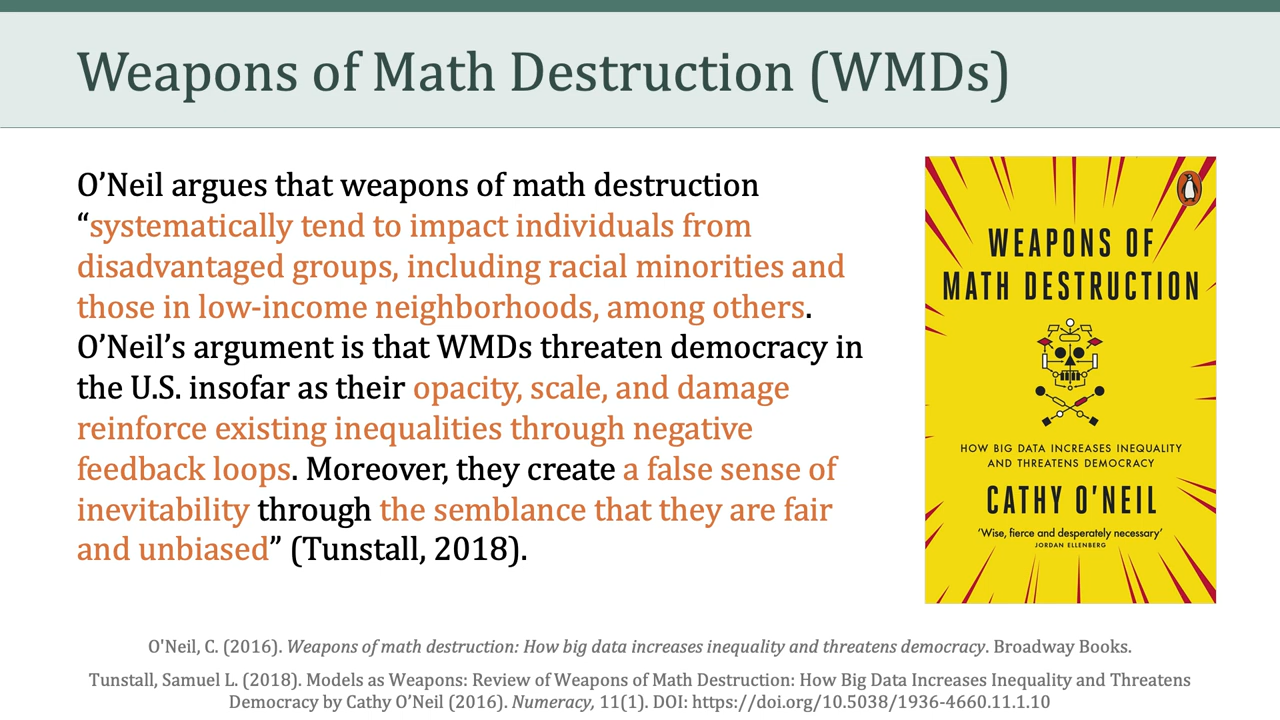 Weapons of Math Destruction (WMDs)
O’Neil argues that weapons of math destruction
“systematically tend to impact individuals from
disadvantaged groups, including racial minorities and
those in low-income neighborhoods, among others.
O’Neil’s argument is that WMDs threaten democracy in
the U.S. insofar as their opacity, scale, and damage
reinforce existing inequalities through negative
feedback loops. Moreover, they create a false sense of
inevitability through the semblance that they are fair
and unbiased” (Tunstall, 2018).
WEAPONS OF
MATH DESTRUCTION
HOW BIG DATA INCREASES INEQUALITY
AND THREATENS DEMOCRACY
CATHY O'NEIL
‘Wise, fierce and desperately necessary’
JORDAN ELLENBERG
O'Neil, C. (2016). Weapons of math destruction: How big data increases inequality and threatens democracy. Broadway Books.
Tunstall, Samuel L. (2018). Models as Weapons: Review of Weapons of Math Destruction: How Big Data Increases Inequality and Threatens
Democracy by Cathy O’Neil (2016). Numeracy, 11(1). DOI: https://doi.org/10.5038/1936-4660.11.1.10